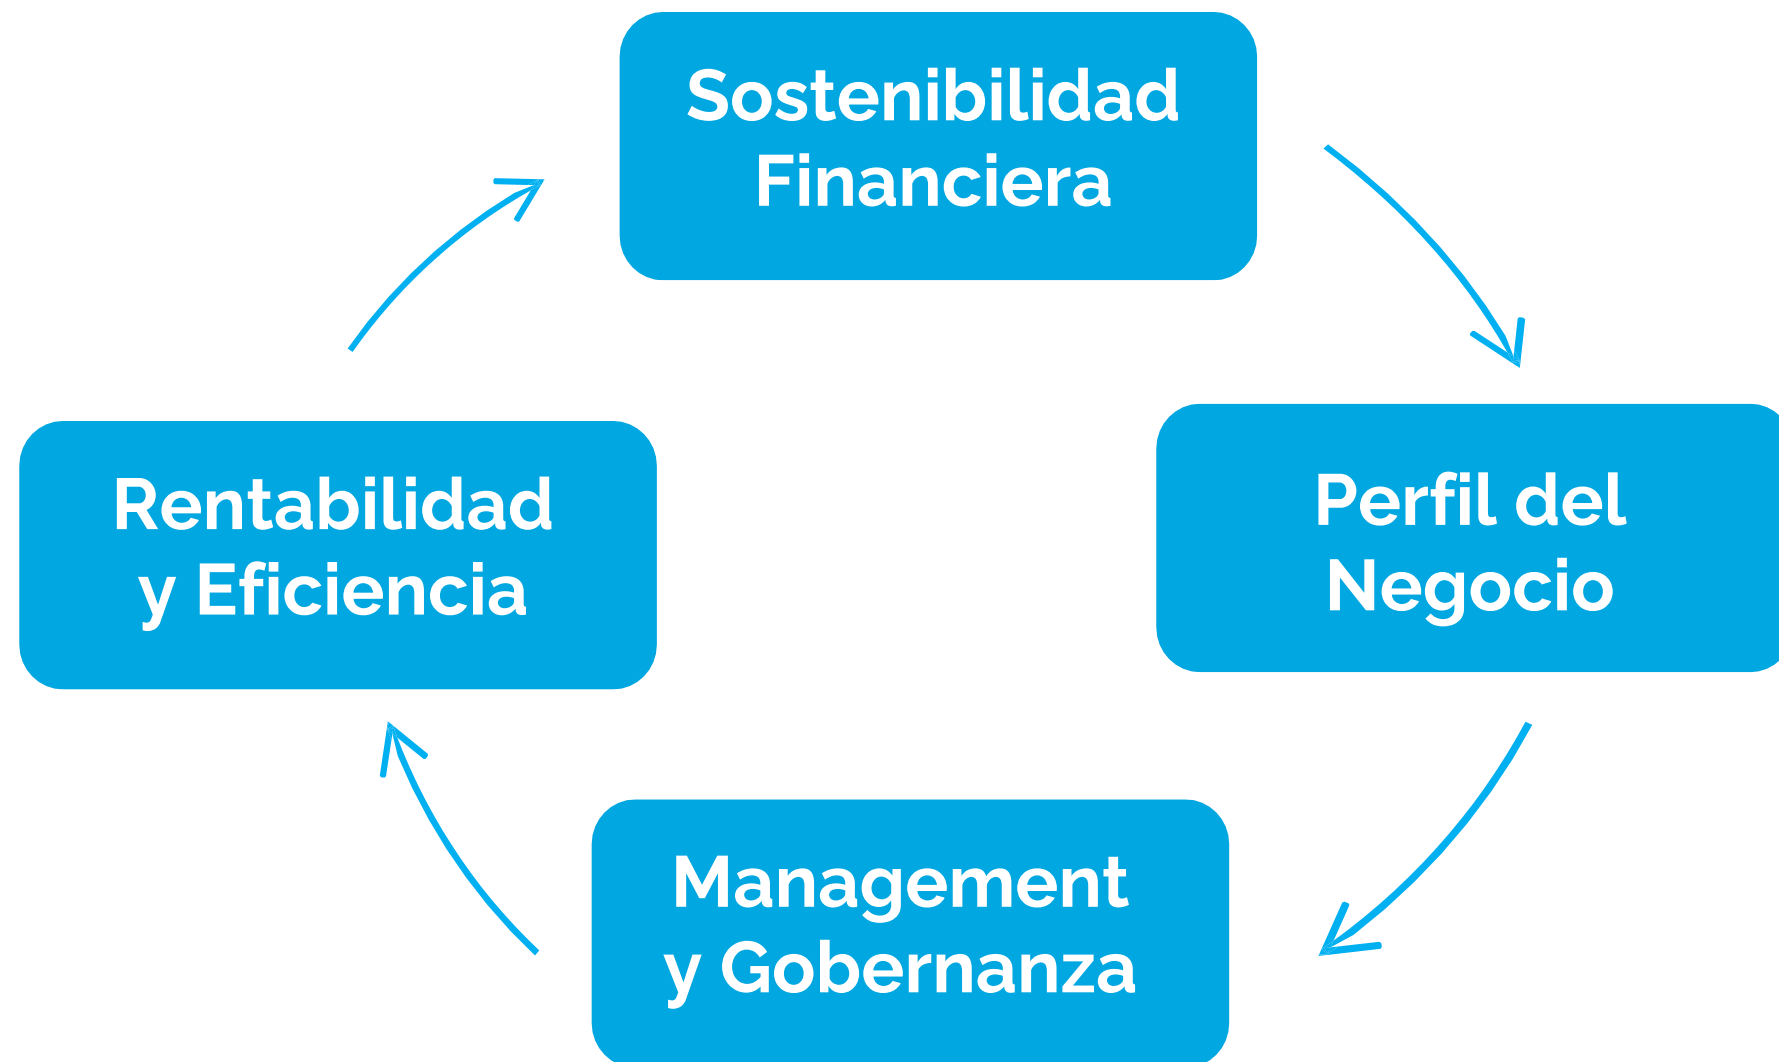 Sostenibilidad
Financiera
Rentabilidad
y Eficiencia
Perfil del
Negocio
Management
y Gobernanza